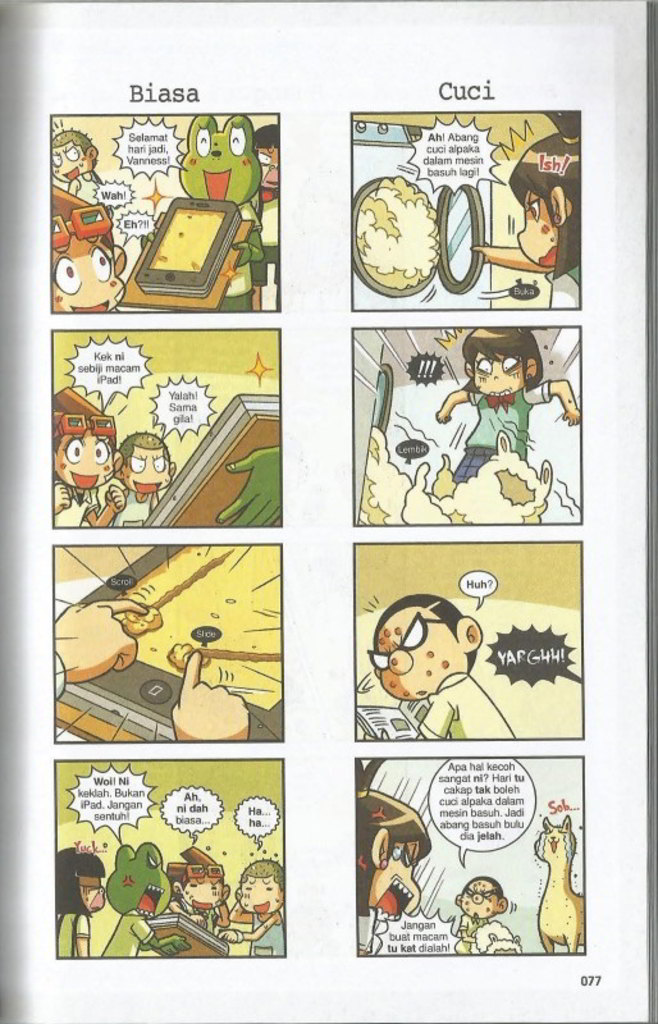 Biasa
Selamat
hari jadi,
Vanness!
Wah!
Eh?!!
Kek ni
sebiji macam
iPad!
Yalah!
Sama
gila!
Scroll
Slide
Woi! Ni
keklah. Bukan
iPad. Jangan
sentuh!
Yuck...
Ah,
ni dah
biasa...
Ha...
ha...
Cuci
Ah! Abang
cuci alpaka
dalam mesin
basuh lagi!
Ish!
Buka
!!!
Lembik
Huh?
YARGHH!
Apa hal kecoh
sangat ni? Hari tu
cakap tak boleh
cuci alpaka dalam
mesin basuh. Jadi
abang basuh bulu
dia jelah.
Sob...
Jangan
buat macam
tu kat dialah!
077